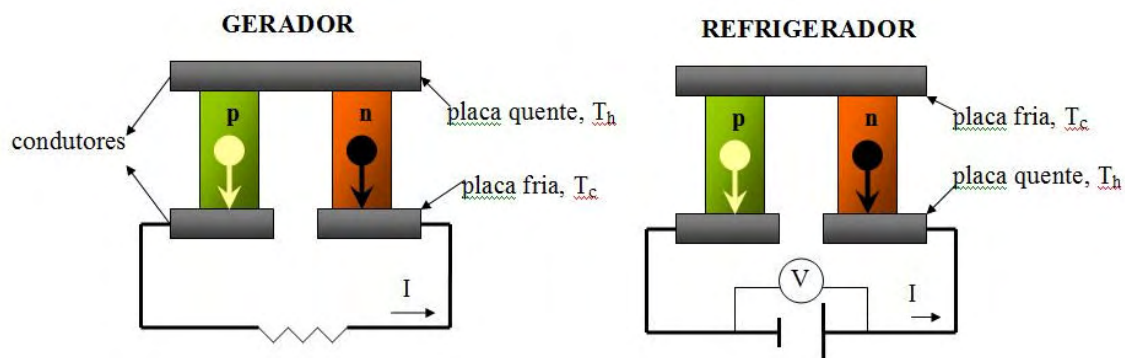 GERADOR
p
n
condutores
placa quente, Th
placa fria, Tc
I
REFRIGERADOR
p
n
placa fria, Tc
placa quente, Th
V
I